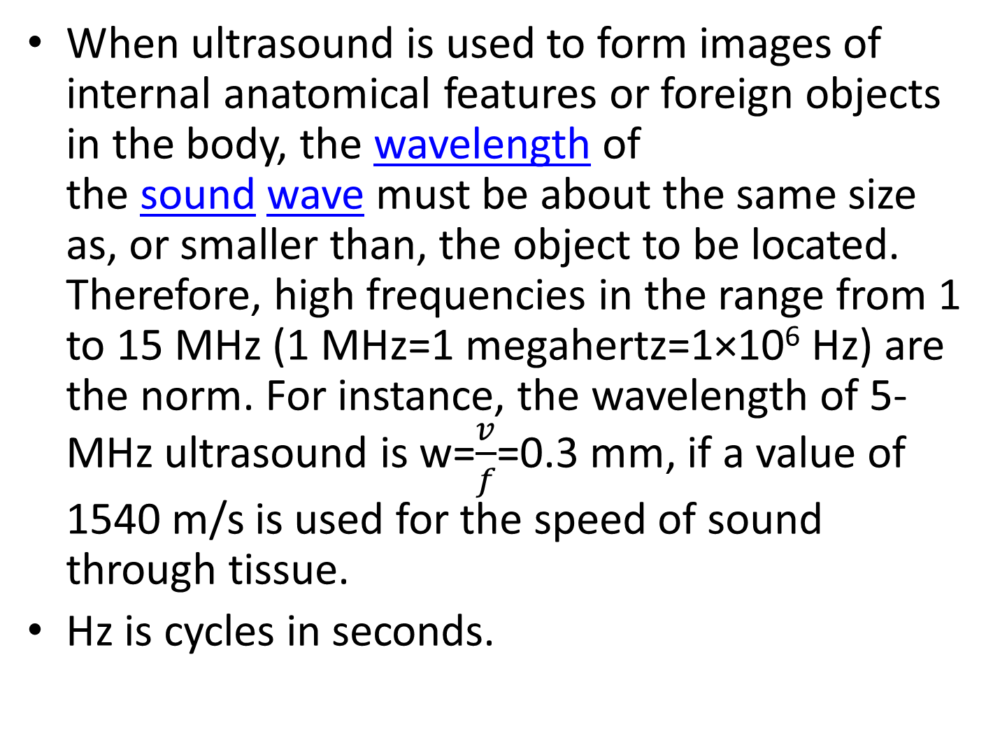 • When ultrasound is used to form images of
internal anatomical features or foreign objects
in the body, the wavelength of
the sound wave must be about the same size
as, or smaller than, the object to be located.
Therefore, high frequencies in the range from 1
to 15 MHz (1 MHz=1 megahertz=1×10⁶ Hz) are
the norm. For instance, the wavelength of 5-
MHz ultrasound is w=v/f=0.3 mm, if a value of
1540 m/s is used for the speed of sound
through tissue.
• Hz is cycles in seconds.